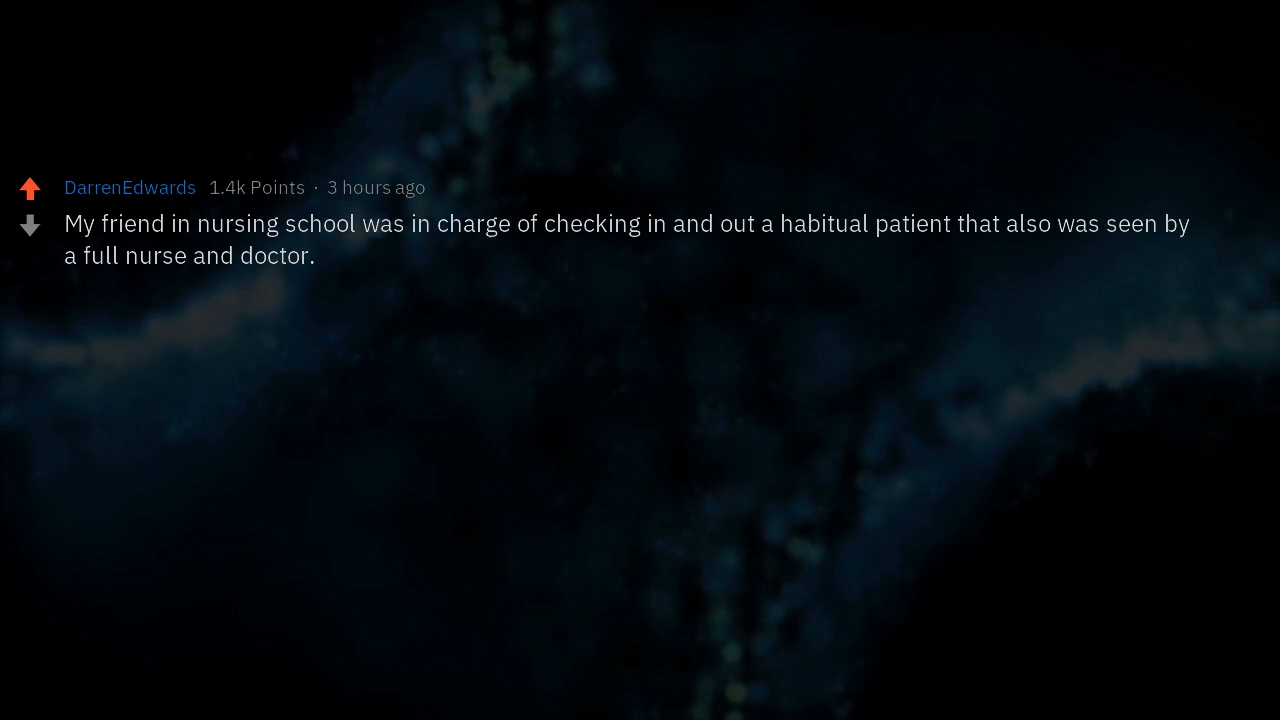 DarrenEdwards 1.4k Points · 3 hours ago
My friend in nursing school was in charge of checking in and out a habitual patient that also was seen by
a full nurse and doctor.